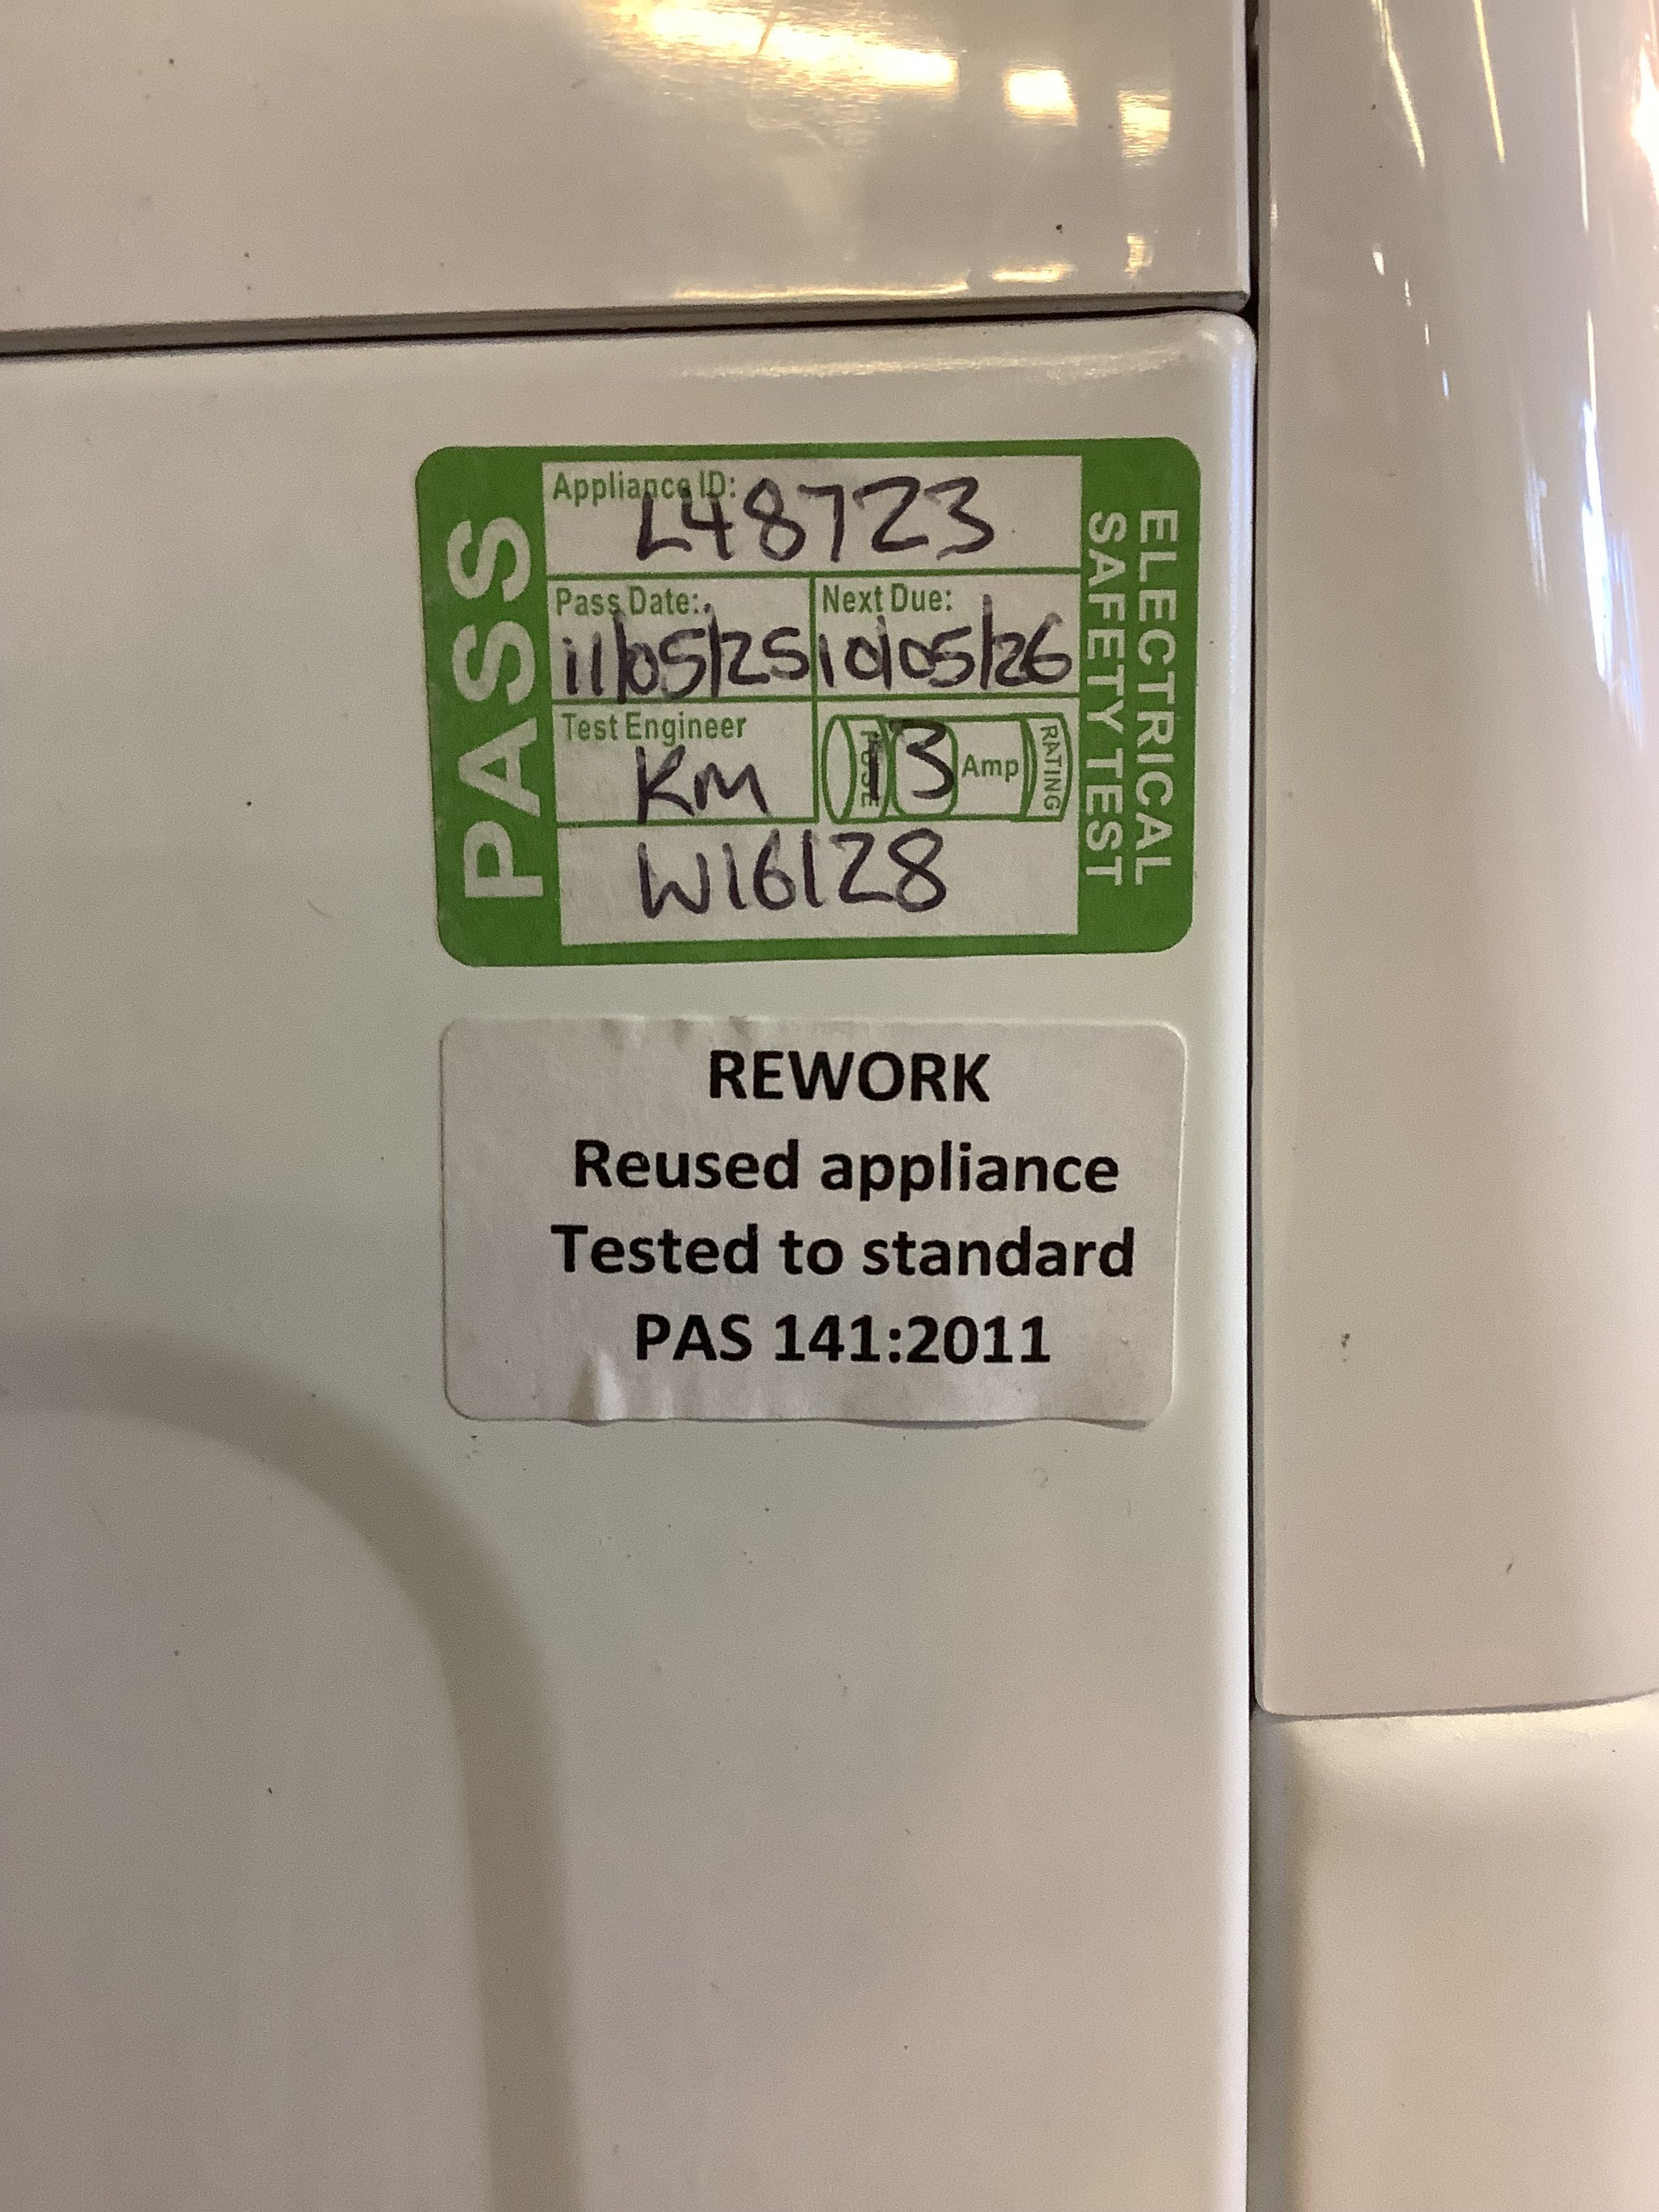 PASS
Appliance ID:
L48723
Pass Date: Next Due:
11/05/25 10/05/26
Test Engineer
KM
FUSE 13 Amp RATING
W16128
ELECTRICAL
SAFETY TEST
REWORK
Reused appliance
Tested to standard
PAS 141:2011